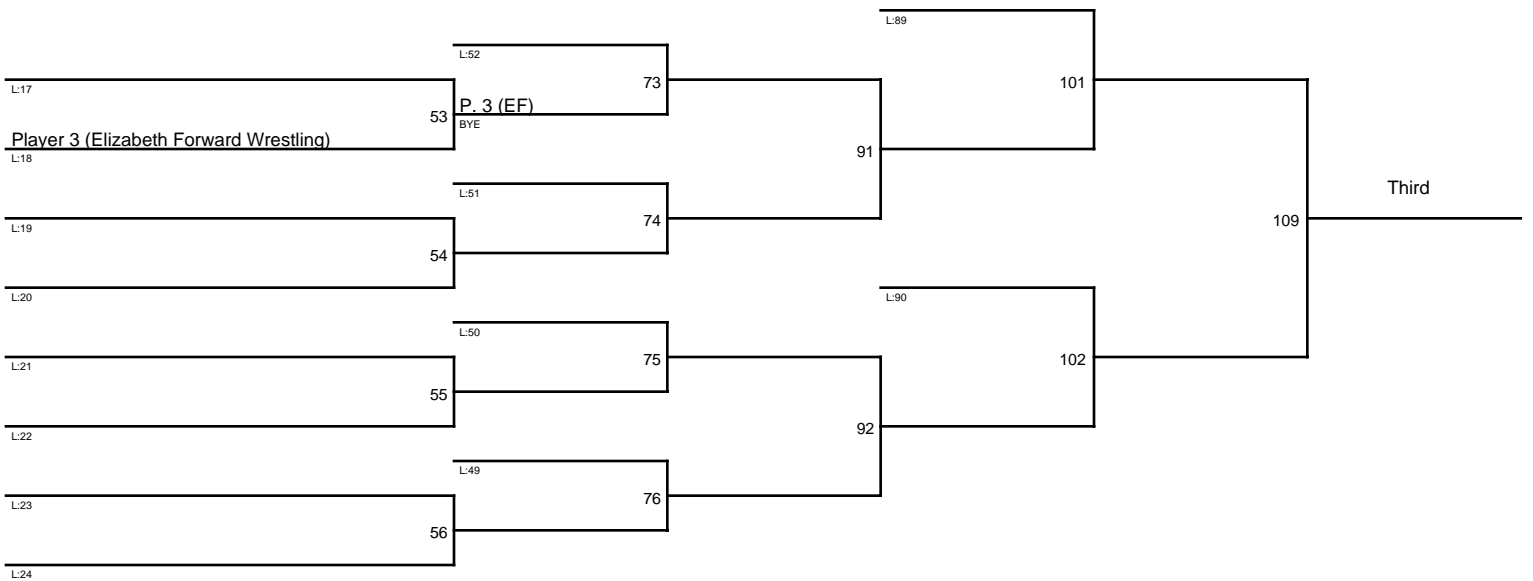 L:89
L:52
73
101
L:17
P. 3 (EF)
53
BYE
Player 3 (Elizabeth Forward Wrestling)
L:18
91
L:51
Third
L:19
74
109
54
L:20
L:90
L:50
L:21
75
102
55
L:22
92
L:49
L:23
76
56
L:24